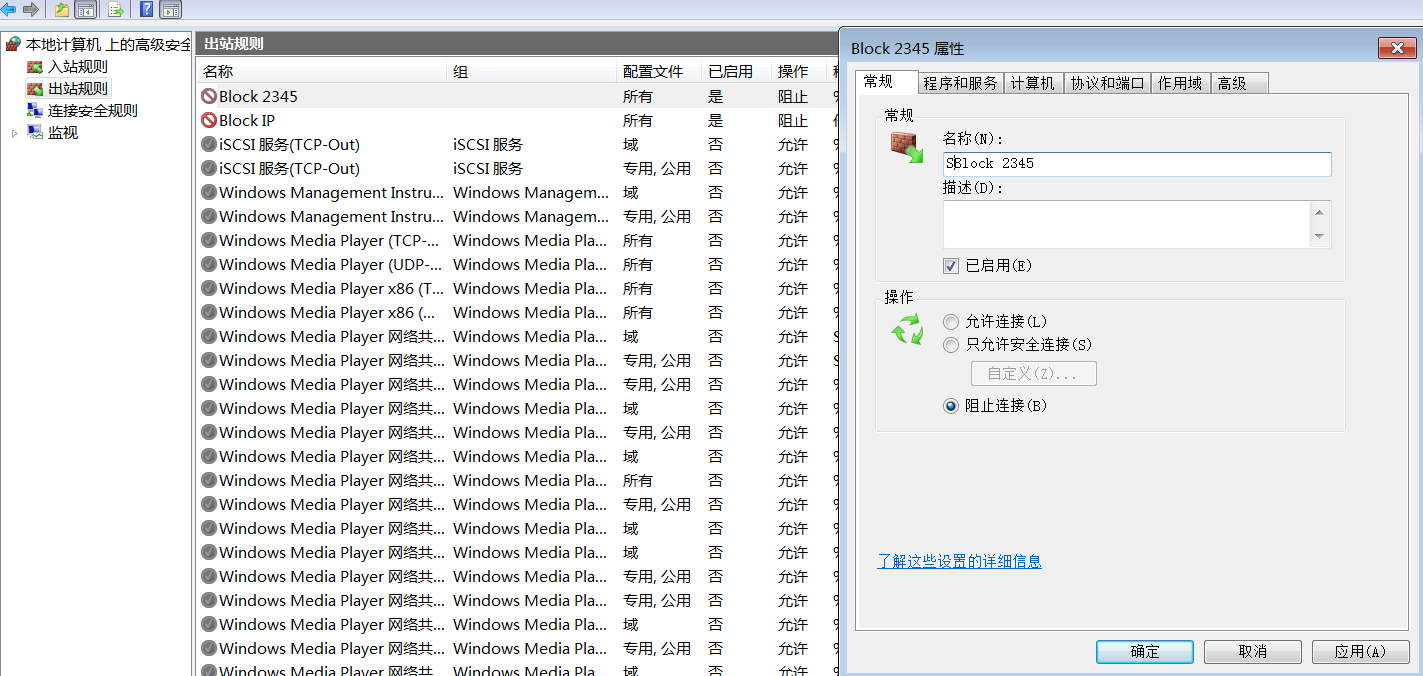 本地计算机 上的高级安全
入站规则
出站规则
连接安全规则
监视
出站规则
名称 组 配置文件 已启用 操作
Block 2345 所有 是 阻止
Block IP 所有 是 阻止
iSCSI 服务(TCP-Out) iSCSI 服务 域 否 允许
iSCSI 服务(TCP-Out) iSCSI 服务 专用, 公用 否 允许
Windows Management Instru... Windows Managem... 域 否 允许
Windows Management Instru... Windows Managem... 专用, 公用 否 允许
Windows Media Player (TCP-... Windows Media Pla... 所有 否 允许
Windows Media Player (UDP-... Windows Media Pla... 所有 否 允许
Windows Media Player x86 (T... Windows Media Pla... 所有 否 允许
Windows Media Player x86 (... Windows Media Pla... 所有 否 允许
Windows Media Player 网络共... Windows Media Pla... 域 否 允许
Windows Media Player 网络共... Windows Media Pla... 专用, 公用 否 允许
Windows Media Player 网络共... Windows Media Pla... 专用, 公用 否 允许
Windows Media Player 网络共... Windows Media Pla... 域 否 允许
Windows Media Player 网络共... Windows Media Pla... 专用, 公用 否 允许
Windows Media Player 网络共... Windows Media Pla... 域 否 允许
Windows Media Player 网络共... Windows Media Pla... 所有 否 允许
Windows Media Player 网络共... Windows Media Pla... 专用, 公用 否 允许
Windows Media Player 网络共... Windows Media Pla... 域 否 允许
Windows Media Player 网络共... Windows Media Pla... 域 否 允许
Windows Media Player 网络共... Windows Media Pla... 专用, 公用 否 允许
Windows Media Player 网络共... Windows Media Pla... 专用, 公用 否 允许
Windows Media Player 网络共... Windows Media Pla... 域 否 允许
Windows Media Player 网络共... Windows Media Pla... 专用, 公用 否 允许
Windows Media Player 网络共... Windows Media Pla... 域 否 允许
Block 2345 属性
常规 程序和服务 计算机 协议和端口 作用域 高级
常规
名称(N):
SBlock 2345
描述(D):
已启用(E)
操作
允许连接(L)
只允许安全连接(S)
自定义(Z)...
阻止连接(B)
了解这些设置的详细信息
确定 取消 应用(A)